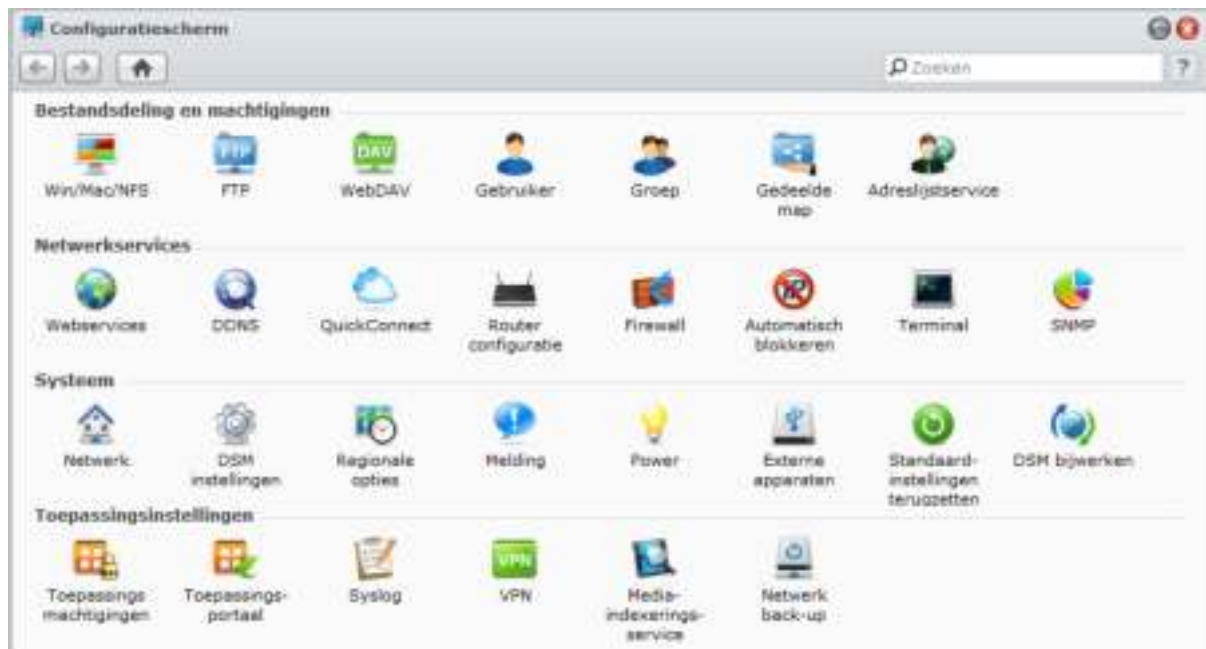 Configuratiescherm
Zoeken
?
Bestandsdeling en machtigingen
Win/Mac/NFS
FTP
FTP
DAV
WebDAV
Gebruiker
Groep
Gedeelde
map
Adreslijstservice
Netwerkservices
Webservices
DDNS
QuickConnect
Router
configuratie
Firewall
Automatisch
blokkeren
Terminal
SNMP
Systeem
Netwerk
DSM
instellingen
Regionale
opties
Melding
Power
Externe
apparaten
Standaard-
instellingen
terugzetten
DSM bijwerken
Toepassingsinstellingen
Toepassings
machtigingen
Toepassings-
portaal
Syslog
VPN
VPN
Media-
indexerings-
service
Netwerk
back-up